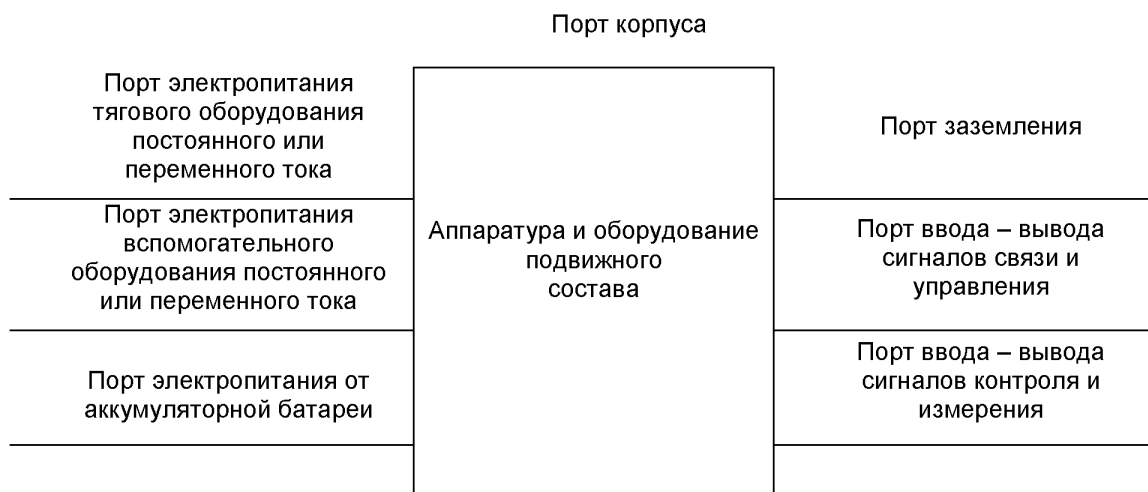 Порт корпуса
Порт электропитания
тягового оборудования
постоянного или
переменного тока
Порт электропитания
вспомогательного
оборудования постоянного
или переменного тока
Порт электропитания от
аккумуляторной батареи
Аппаратура и оборудование
подвижного
состава
Порт заземления
Порт ввода – вывода
сигналов связи и
управления
Порт ввода – вывода
сигналов контроля и
измерения